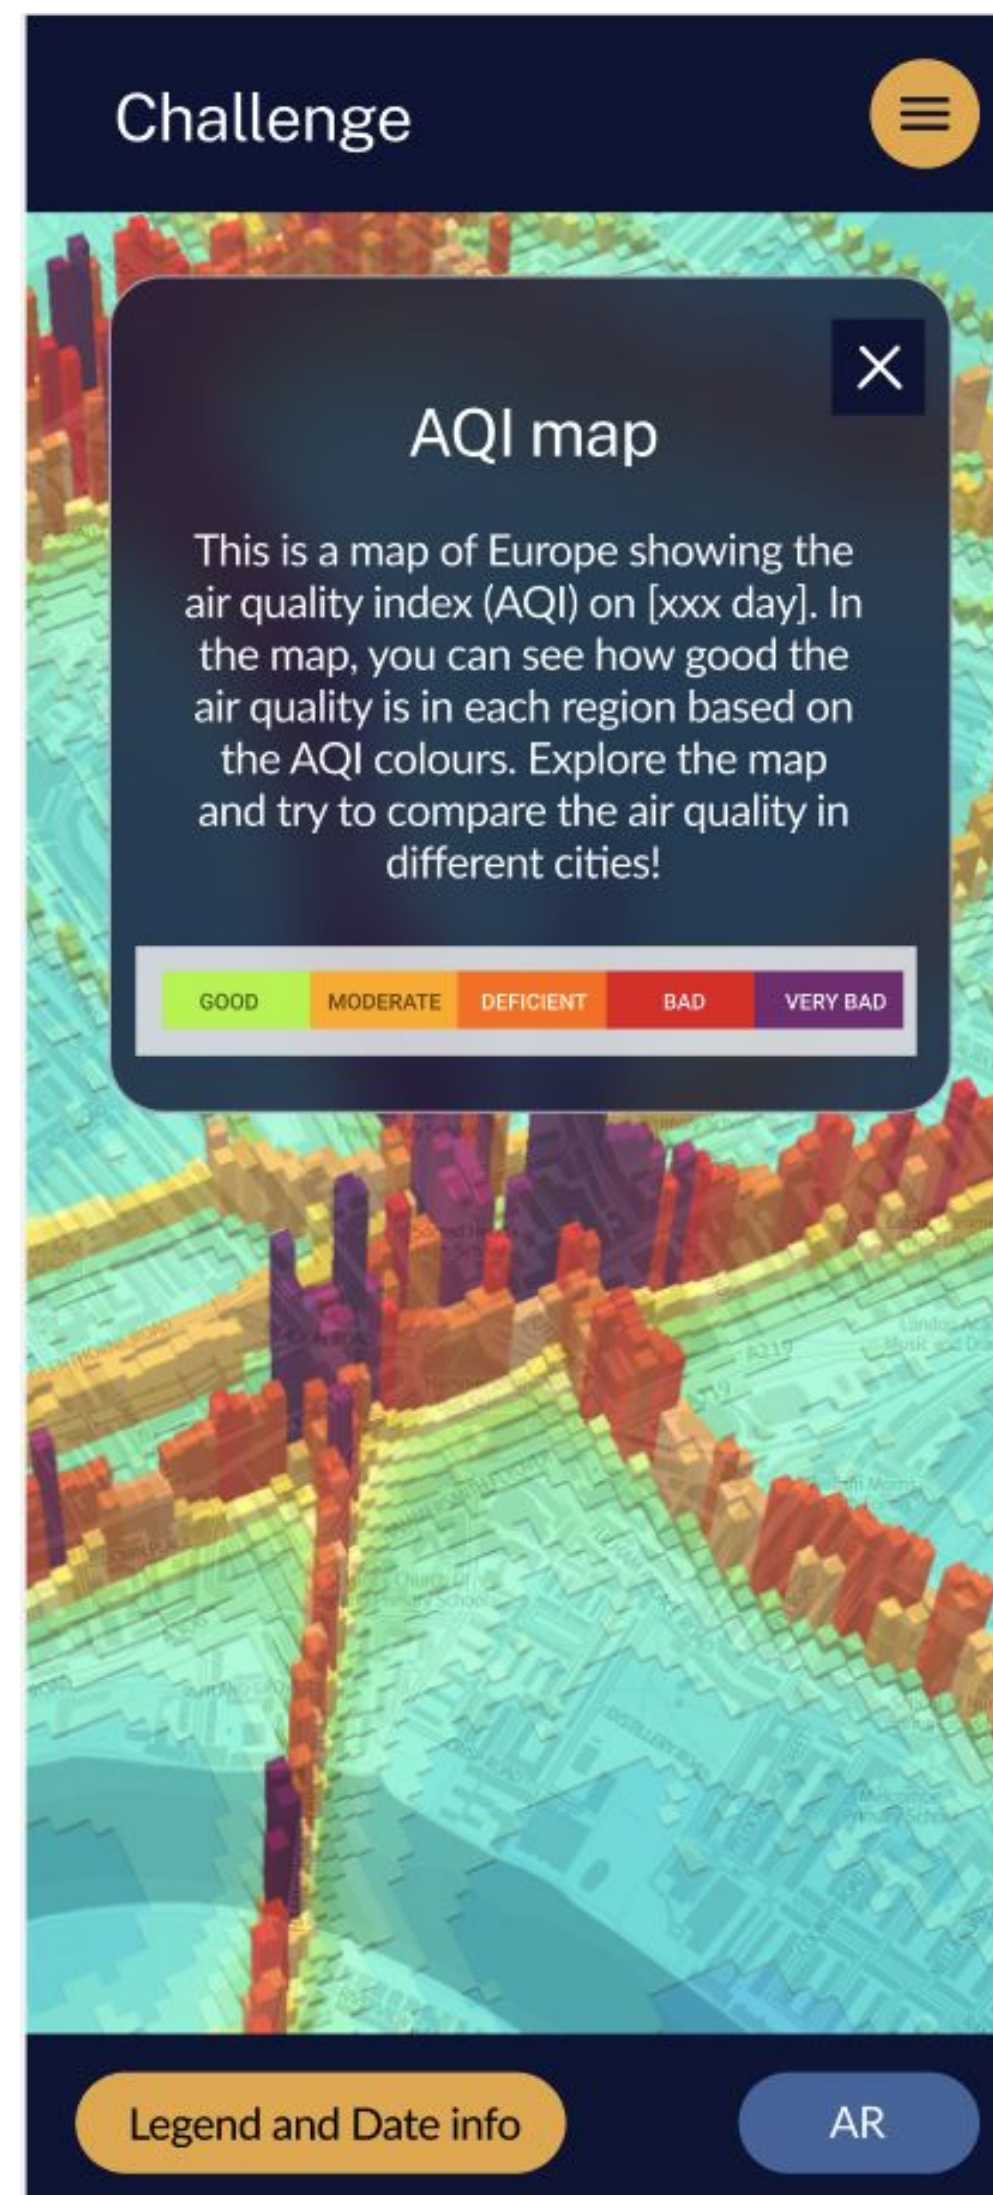 Challenge
AQI map
This is a map of Europe showing the
air quality index (AQI) on [xxx day]. In
the map, you can see how good the
air quality is in each region based on
the AQI colours. Explore the map
and try to compare the air quality in
different cities!
GOOD MODERATE DEFICIENT BAD VERY BAD
A219
DISTILLERY ROAD
Legend and Date info
AR